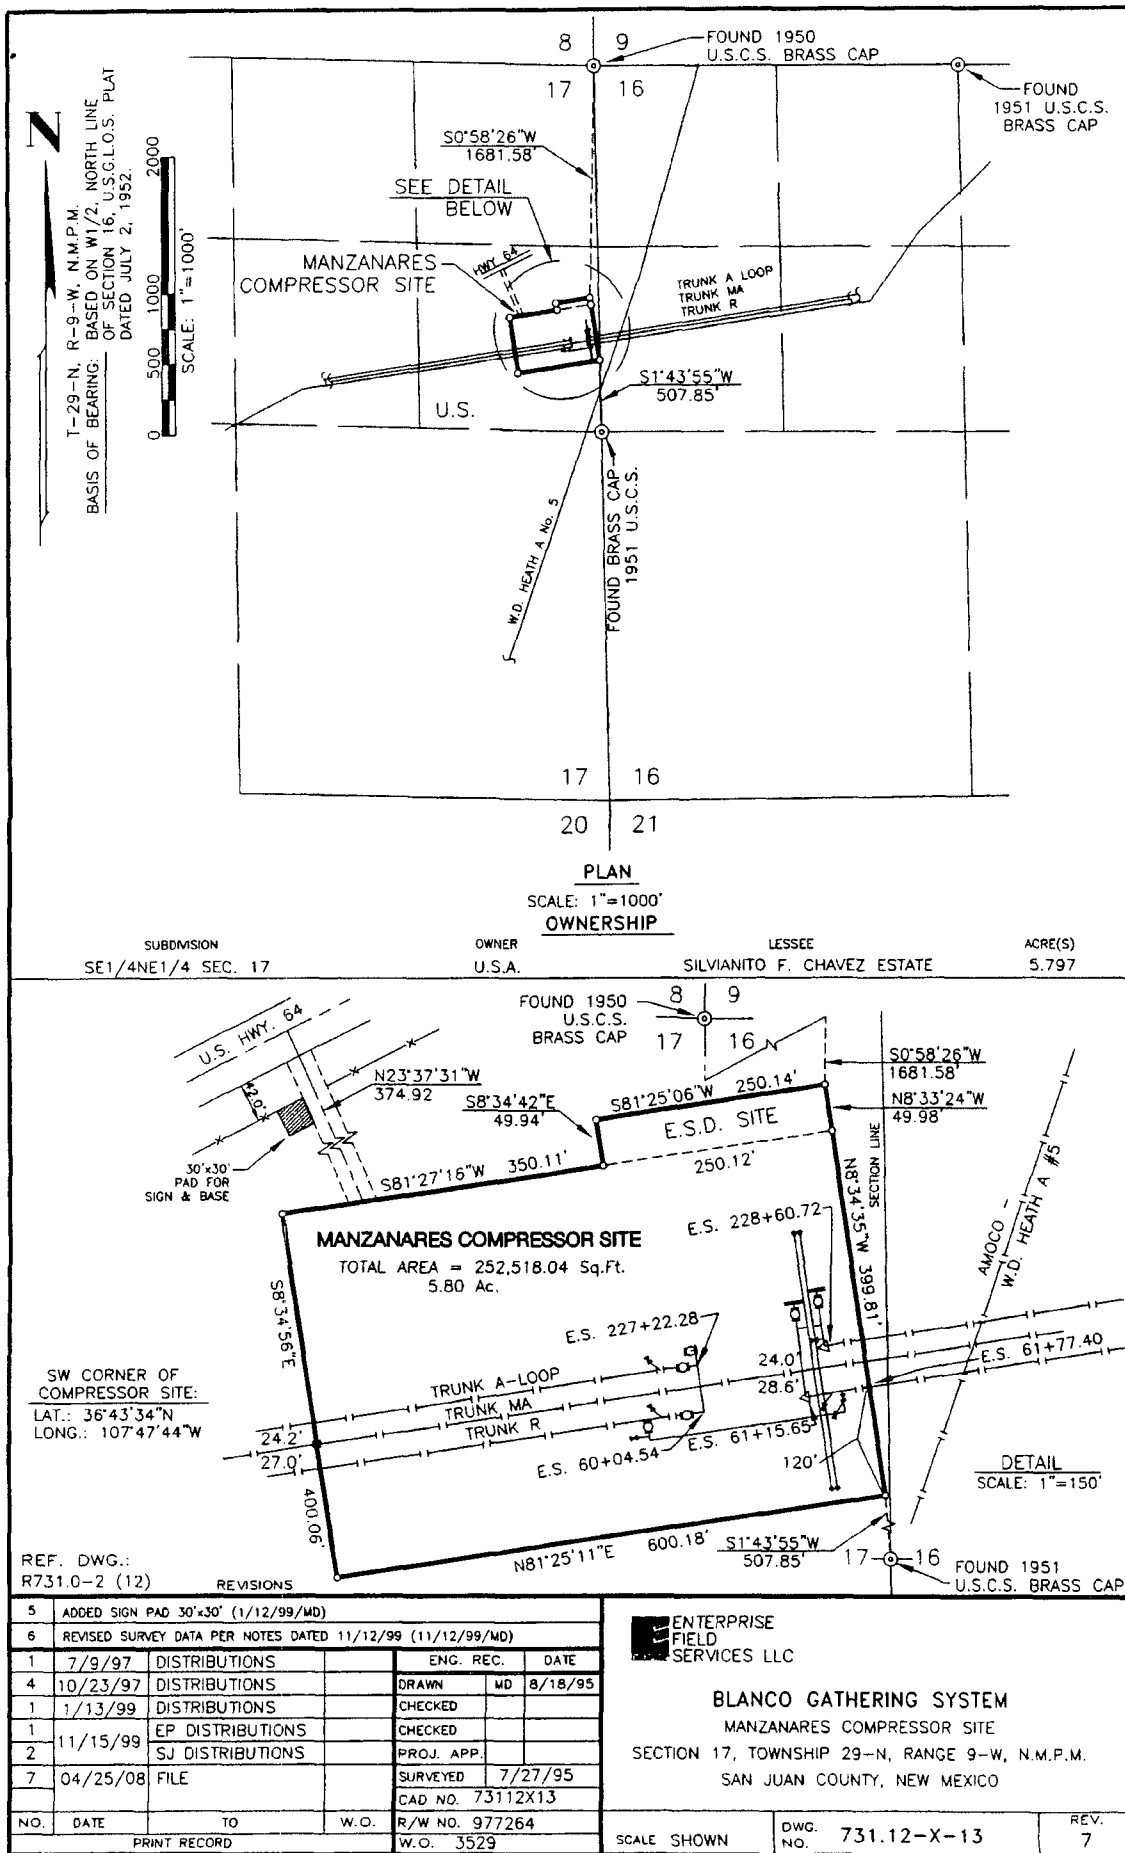 8 9
17 16
FOUND 1950
U.S.C.S. BRASS CAP
FOUND
1951 U.S.C.S.
BRASS CAP
N
T-29-N, R-9-W, N.M.P.M.
BASIS OF BEARING: BASED ON W1/2, NORTH LINE
OF SECTION 16, U.S.G.L.O.S. PLAT
DATED JULY 2, 1952.
0 500 1000 2000
SCALE: 1"=1000'
S0°58'26"W
1681.58'
SEE DETAIL
BELOW
HWY 64
MANZANARES
COMPRESSOR SITE
TRUNK A LOOP
TRUNK MA
TRUNK R
S1°43'55"W
507.85'
U.S.
W.D. HEATH A No. 5
FOUND BRASS CAP
1951 U.S.C.S.
17 16
20 21
PLAN
SCALE: 1"=1000'
OWNERSHIP
SUBDIVISION OWNER LESSEE ACRE(S)
SE1/4NE1/4 SEC. 17 U.S.A. SILVIANITO F. CHAVEZ ESTATE 5.797
8 9
17 16
FOUND 1950
U.S.C.S.
BRASS CAP
U.S. HWY. 64
42.0'
30'x30'
PAD FOR
SIGN & BASE
N23°37'31"W
374.92
S8°34'42"E
49.94'
S81°25'06"W 250.14'
S0°58'26"W
1681.58'
N8°33'24"W
49.98'
E.S.D. SITE
250.12'
S81°27'16"W 350.11'
SECTION LINE
N8°34'35"W 399.81'
AMOCO -
W.D. HEATH A #5
MANZANARES COMPRESSOR SITE
TOTAL AREA = 252,518.04 Sq.Ft.
5.80 Ac.
E.S. 228+60.72
S8°34'56"E
400.06'
E.S. 227+22.28
E.S. 61+77.40
24.0'
28.6'
TRUNK A-LOOP
TRUNK MA
TRUNK R
24.2'
27.0'
SW CORNER OF
COMPRESSOR SITE:
LAT.: 36°43'34"N
LONG.: 107°47'44"W
E.S. 60+04.54
E.S. 61+15.65
120'
DETAIL
SCALE: 1"=150'
N81°25'11"E 600.18'
S1°43'55"W
507.85'
17 16
FOUND 1951
U.S.C.S. BRASS CAP
REF. DWG.:
R731.0-2 (12)
REVISIONS
5 ADDED SIGN PAD 30'x30' (1/12/99/MD)
6 REVISED SURVEY DATA PER NOTES DATED 11/12/99 (11/12/99/MD)
1 7/9/97 DISTRIBUTIONS
4 10/23/97 DISTRIBUTIONS
1 1/13/99 DISTRIBUTIONS
1 11/15/99 EP DISTRIBUTIONS
2 SJ DISTRIBUTIONS
7 04/25/08 FILE
NO. DATE TO W.O.
PRINT RECORD
ENG. REC. DATE
DRAWN MD 8/18/95
CHECKED
CHECKED
PROJ. APP.
SURVEYED 7/27/95
CAD NO. 73112X13
R/W NO. 977264
W.O. 3529
ENTERPRISE
FIELD
SERVICES LLC
BLANCO GATHERING SYSTEM
MANZANARES COMPRESSOR SITE
SECTION 17, TOWNSHIP 29-N, RANGE 9-W, N.M.P.M.
SAN JUAN COUNTY, NEW MEXICO
SCALE SHOWN
DWG. NO. 731.12-X-13
REV. 7